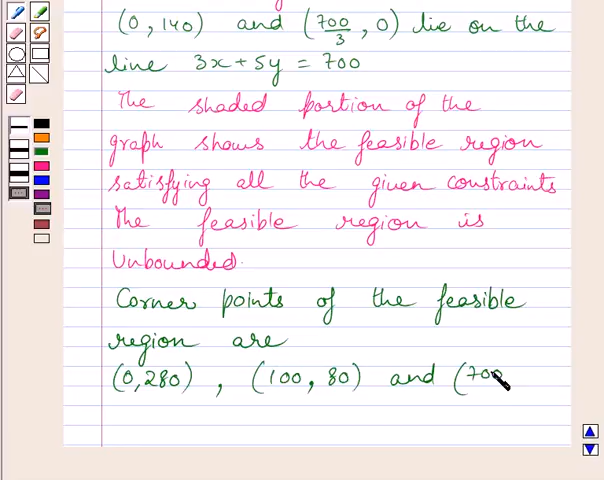 (0, 140) and (700/3, 0) lie on the
line 3x + 5y = 700
The shaded portion of the
graph shows the feasible region
satisfying all the given constraints
The feasible region is
Unbounded.
Corner points of the feasible
region are
(0, 280) , (100, 80) and (700